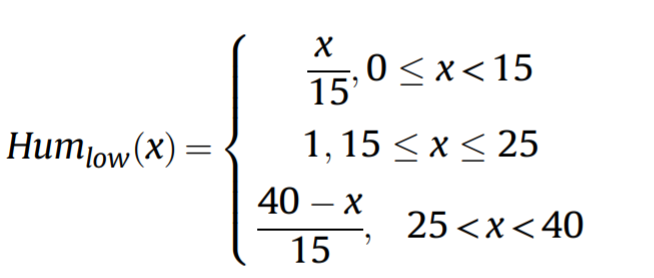 Hum_low(x) = {
x/15, 0 ≤ x < 15
1, 15 ≤ x ≤ 25
(40 − x)/15, 25 < x < 40